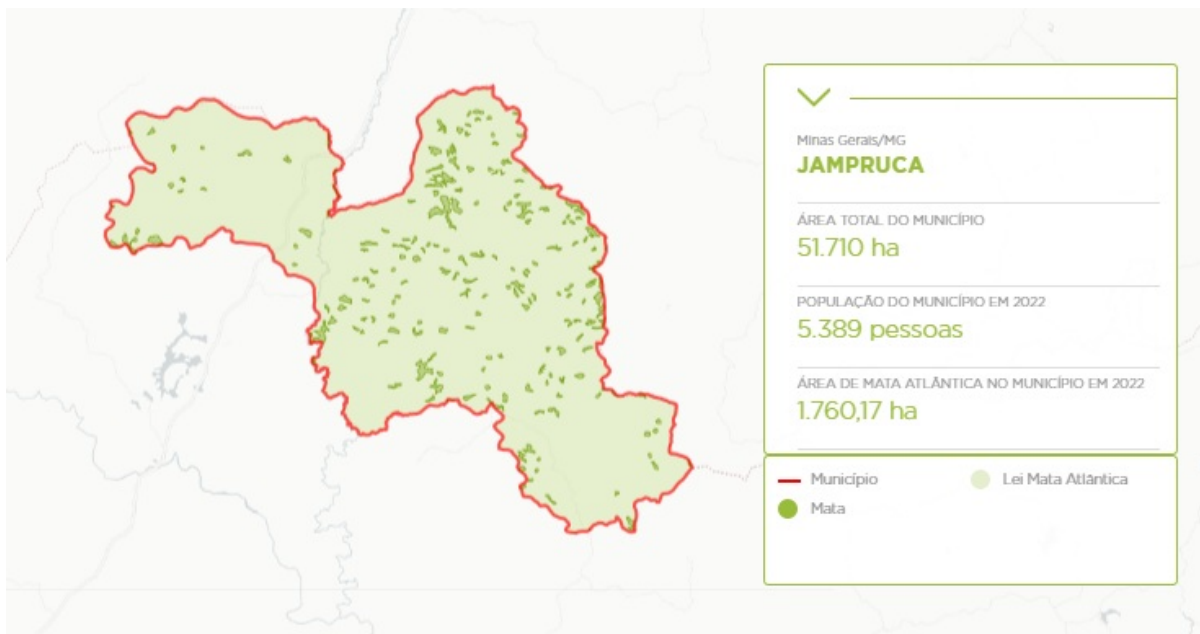 Minas Gerais/MG
JAMPRUCA
ÁREA TOTAL DO MUNICÍPIO
51.710 ha
POPULAÇÃO DO MUNICÍPIO EM 2022
5.389 pessoas
ÁREA DE MATA ATLÂNTICA NO MUNICÍPIO EM 2022
1.760,17 ha
Município
Lei Mata Atlântica
Mata